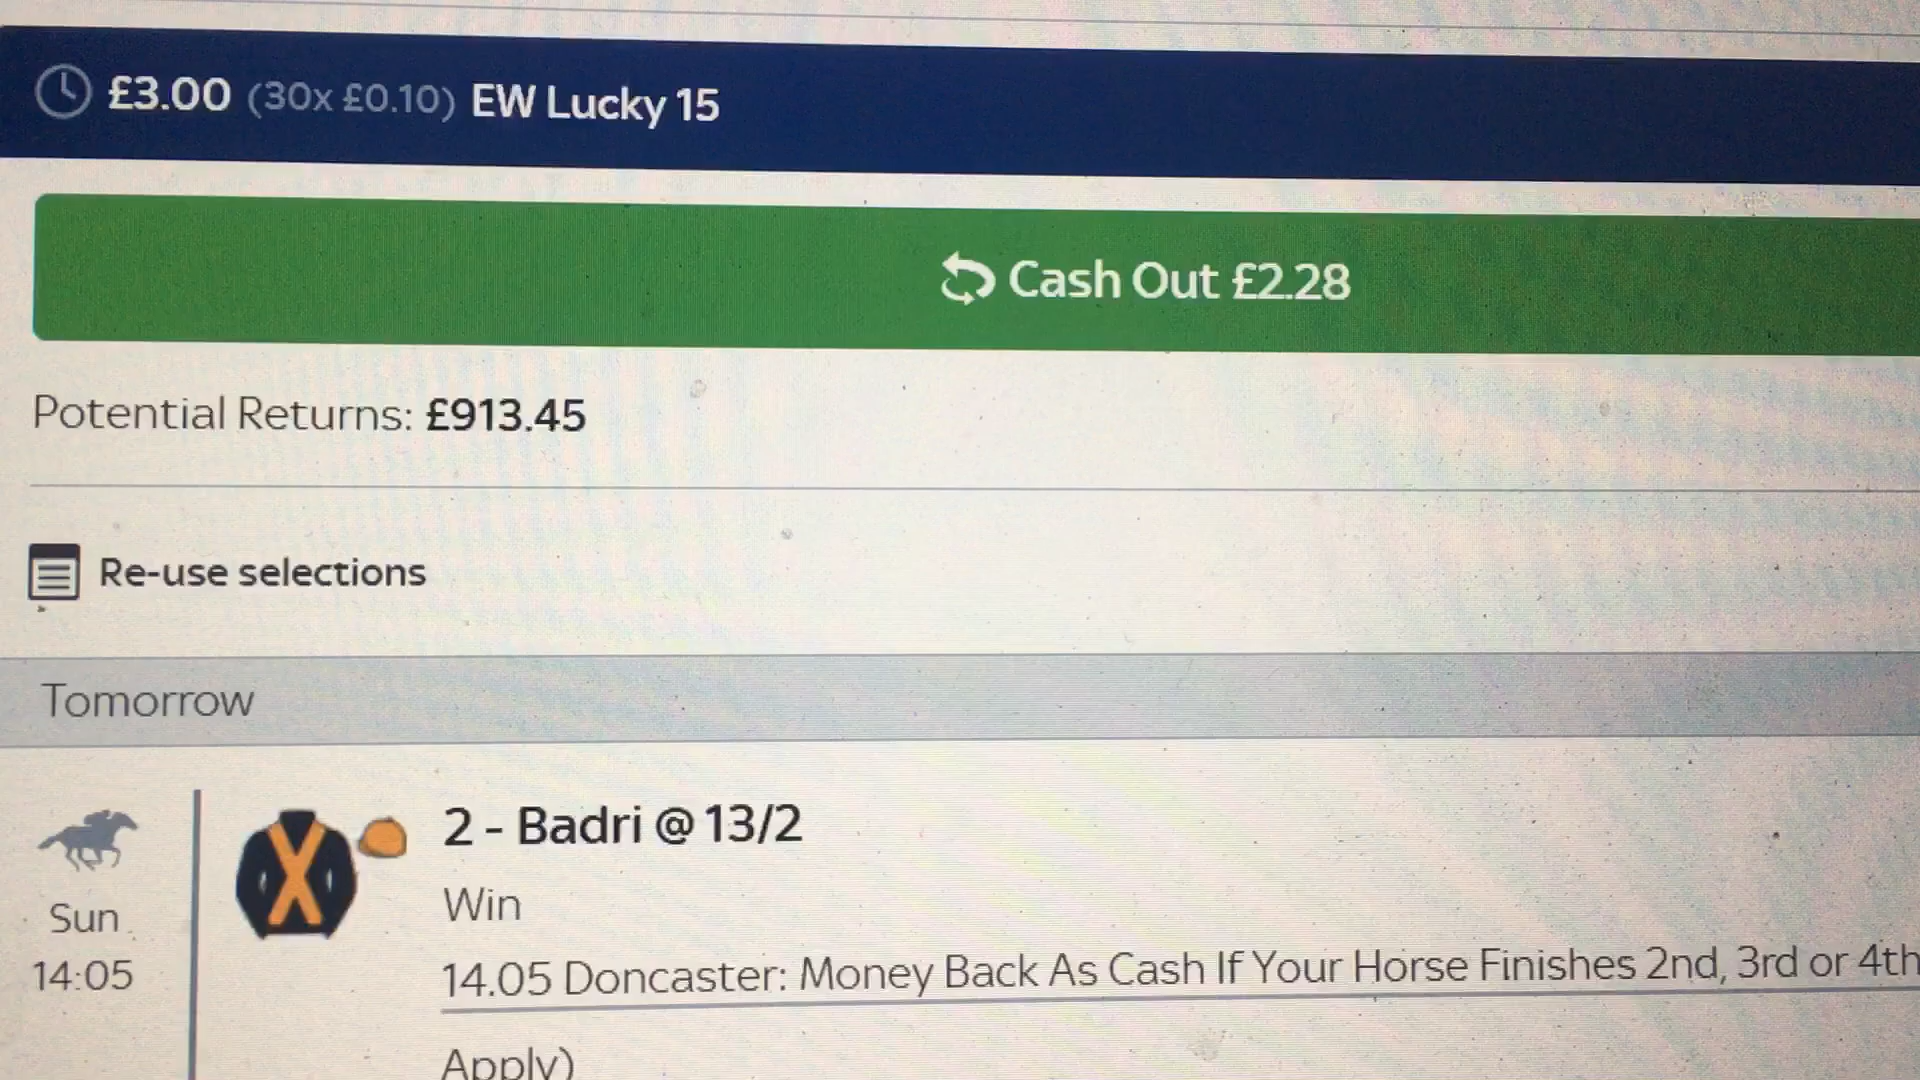 £3.00 (30x £0.10) EW Lucky 15
Cash Out £2.28
Potential Returns: £913.45
Re-use selections
Tomorrow
2 - Badri @ 13/2
Win
Sun
14:05
14.05 Doncaster: Money Back As Cash If Your Horse Finishes 2nd, 3rd or 4th
Apply)